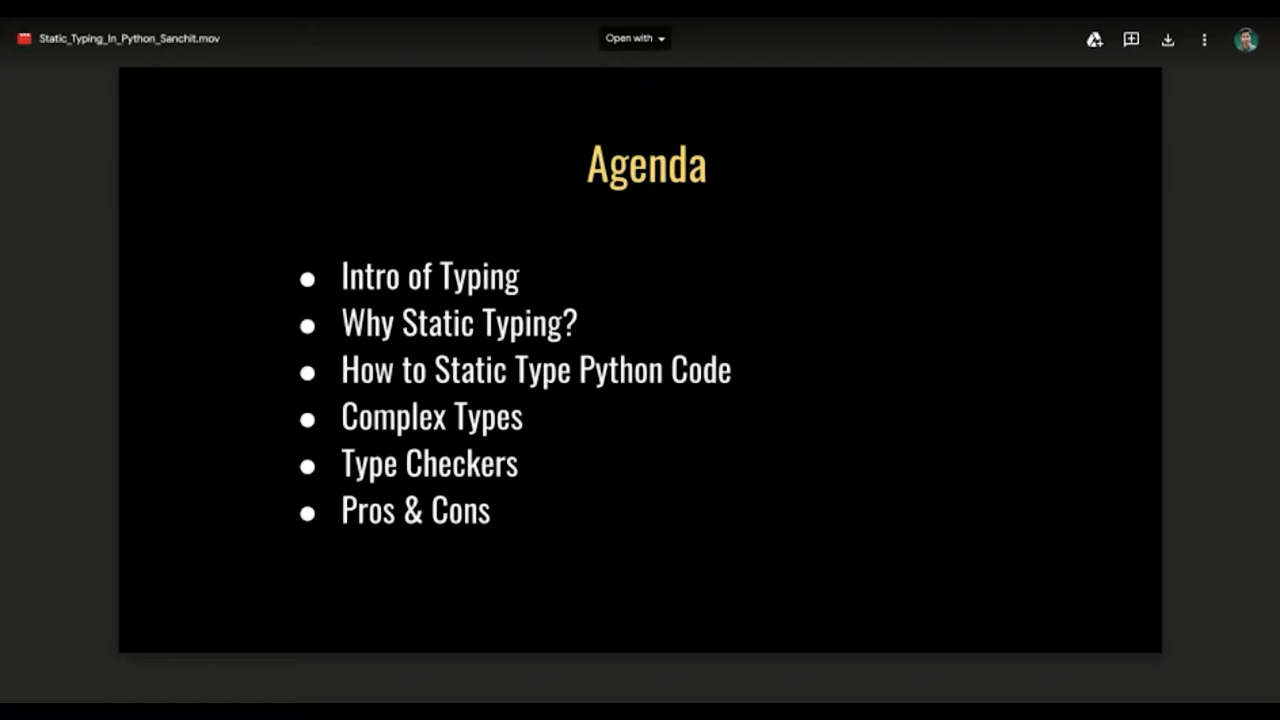 Static_Typing_In_Python_Sanchit.mov
Open with
Agenda
● Intro of Typing
● Why Static Typing?
● How to Static Type Python Code
● Complex Types
● Type Checkers
● Pros & Cons